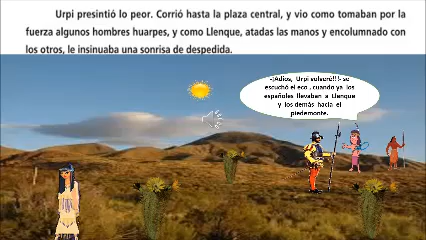 Urpi presintió lo peor. Corrió hasta la plaza central, y vio como tomaban por la
fuerza algunos hombres huarpes, y como Llenque, atadas las manos y encolumnado con
los otros, le insinuaba una sonrisa de despedida.
-¡Adios, Urpi volveré!!!- se
escuchó el eco , cuando ya los
españoles llevaban a Llenque
y los demás hacia el
piedemonte.